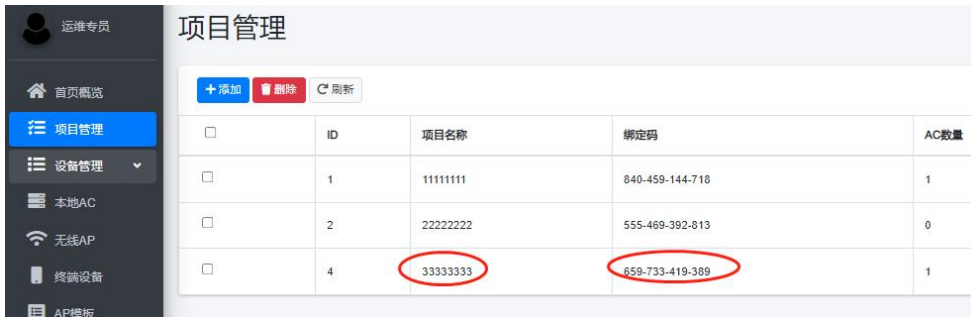 运维专员
首页概览
项目管理
设备管理
本地AC
无线AP
终端设备
AP模板
项目管理
添加 删除 刷新
ID 项目名称 绑定码 AC数量
1 11111111 840-459-144-718 1
2 22222222 555-469-392-813 0
4 33333333 659-733-419-389 1